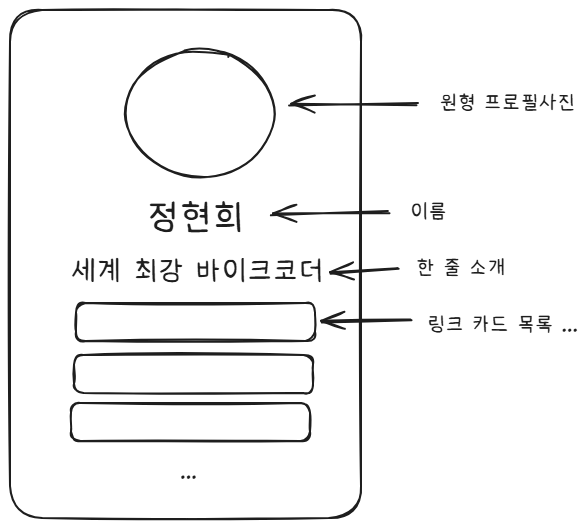 원형 프로필사진
정현희
이름
세계 최강 바이크코더
한 줄 소개
링크 카드 목록 ...
...